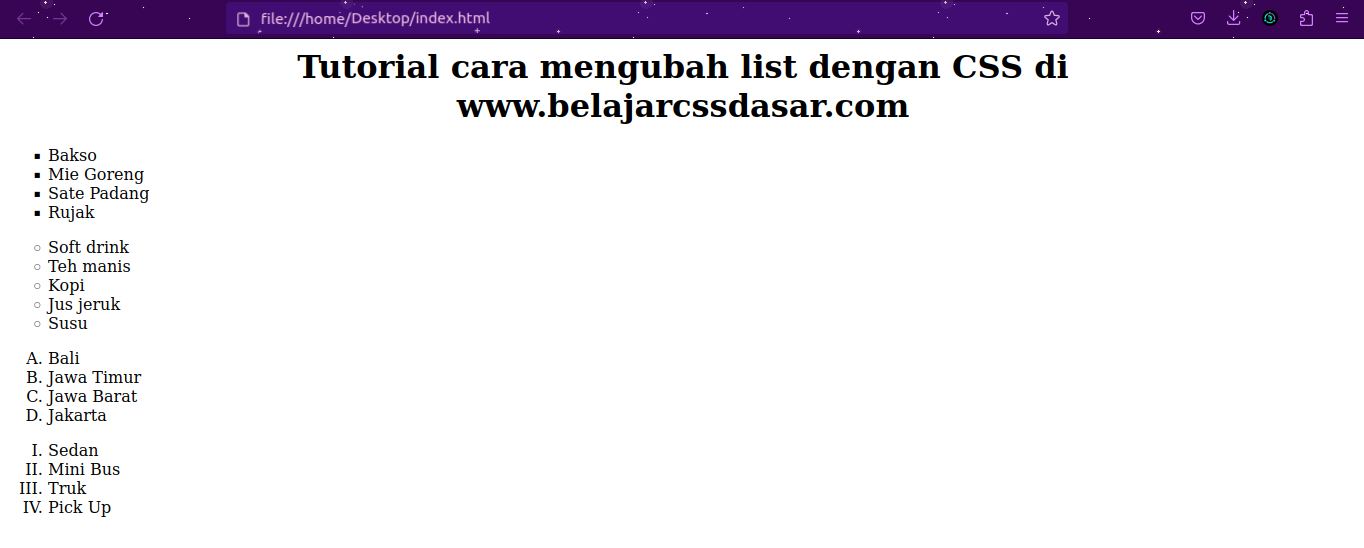 file:///home/Desktop/index.html
Tutorial cara mengubah list dengan CSS di
www.belajarcssdasar.com
▪ Bakso
▪ Mie Goreng
▪ Sate Padang
▪ Rujak
○ Soft drink
○ Teh manis
○ Kopi
○ Jus jeruk
○ Susu
A. Bali
B. Jawa Timur
C. Jawa Barat
D. Jakarta
I. Sedan
II. Mini Bus
III. Truk
IV. Pick Up